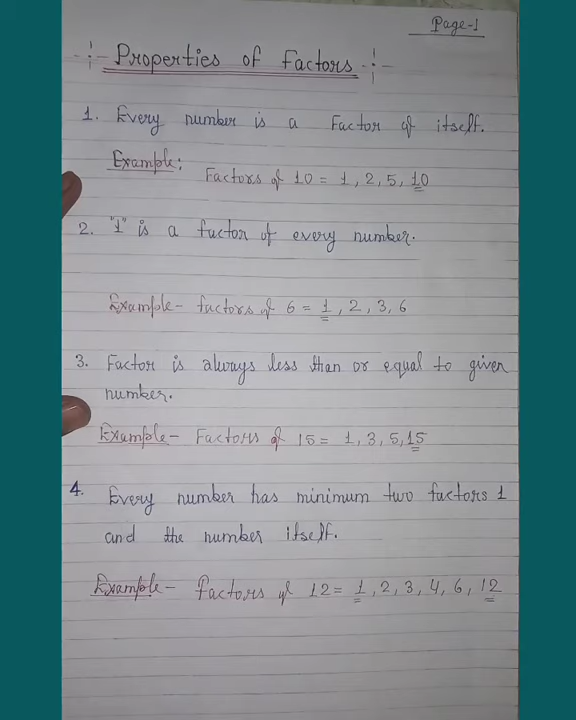 Page-1
Properties of Factors
1. Every number is a Factor of itself.
Example: Factors of 10 = 1, 2, 5, 10
2. "1" is a factor of every number.
Example- factors of 6 = 1, 2, 3, 6
3. Factor is always less than or equal to given
number.
Example- Factors of 15 = 1, 3, 5, 15
4. Every number has minimum two factors 1
and the number itself.
Example- Factors of 12 = 1, 2, 3, 4, 6, 12